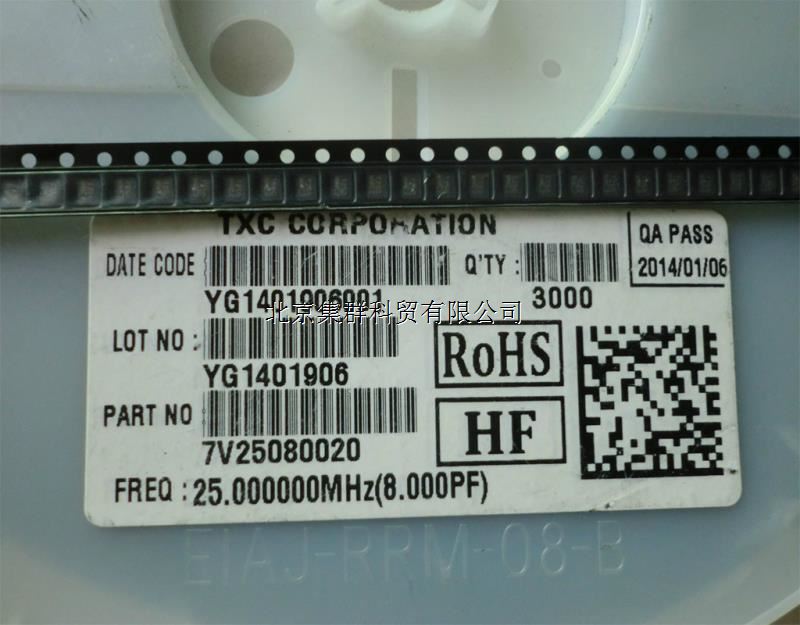 TXC CORPORATION
DATE CODE
Q'TY :
QA PASS
2014/01/06
YG1401906001
3000
北京集群科贸有限公司
LOT NO :
YG1401906
RoHS
PART NO
7V25080020
HF
FREQ : 25.000000MHz(8.000PF)
EIAJ-RRM-08-B